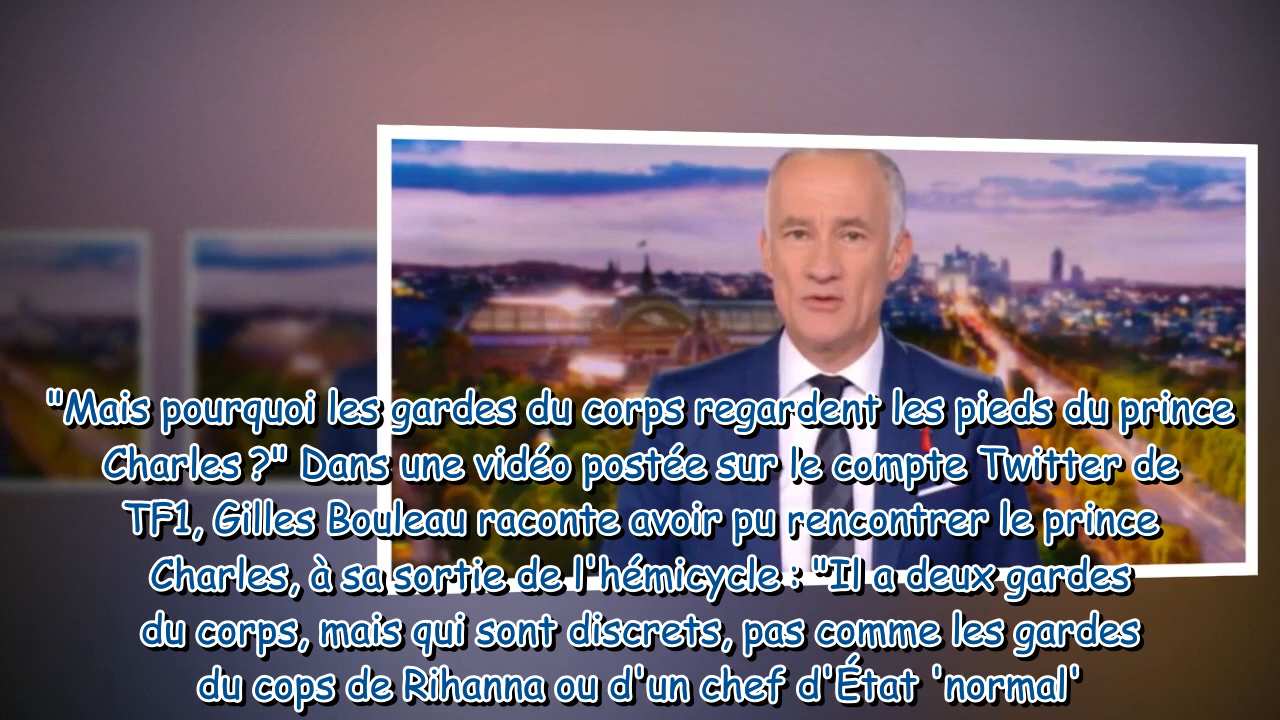 "Mais pourquoi les gardes du corps regardent les pieds du prince
Charles ?" Dans une vidéo postée sur le compte Twitter de
TF1, Gilles Bouleau raconte avoir pu rencontrer le prince
Charles, à sa sortie de l'hémicycle : "Il a deux gardes
du corps, mais qui sont discrets, pas comme les gardes
du cops de Rihanna ou d'un chef d'État 'normal'